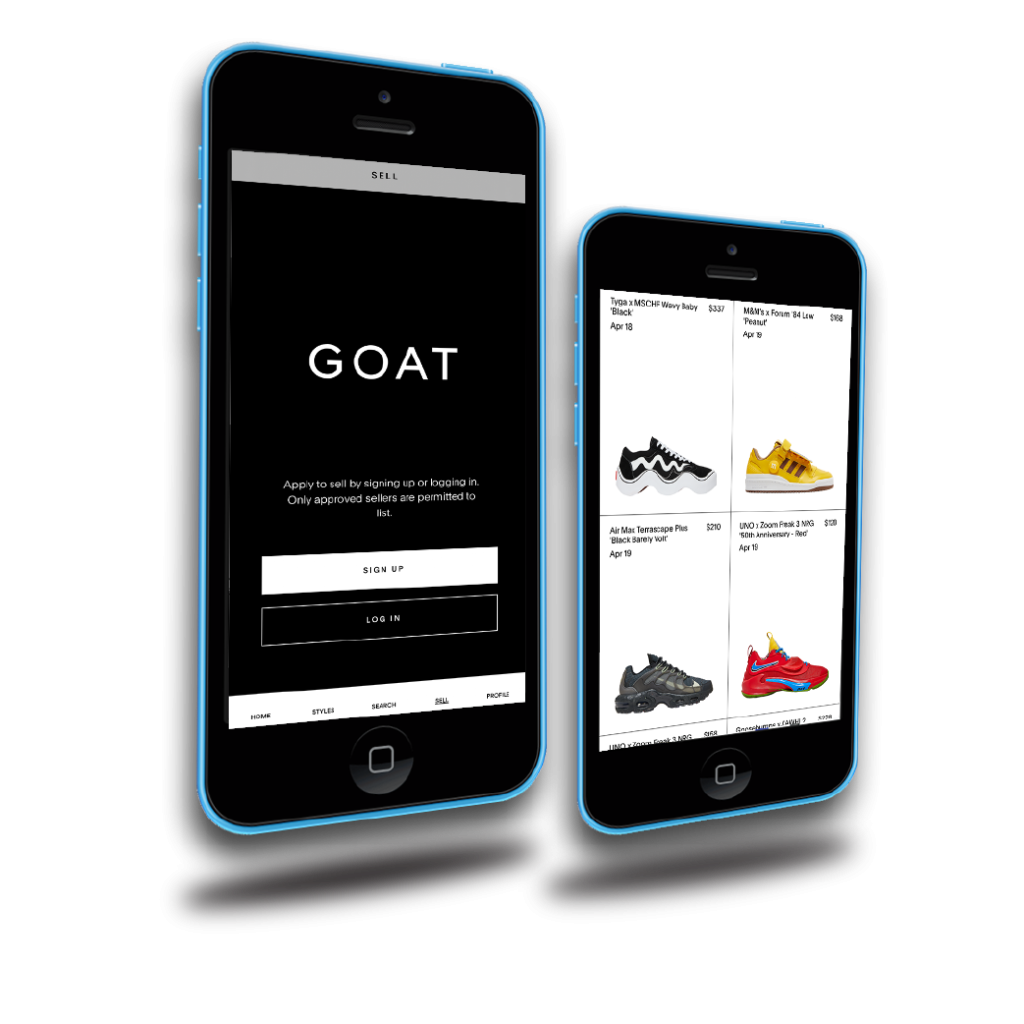 SELL
GOAT
Apply to sell by signing up or logging in.
Only approved sellers are permitted to
list.
SIGN UP
LOG IN
HOME STYLES SEARCH SELL PROFILE
Tyga x MSCHF Wavy Baby $337
'Black'
Apr 18
M&M's x Forum '84 Low $168
'Peanut'
Apr 19
Air Max Terrascape Plus $210
'Black Barely Volt'
Apr 19
UNO x Zoom Freak 3 NRG
'50th Anniversary - Red'
Apr 19
UNO x Zoom Freak 3 NRG $168
Goosebumps x